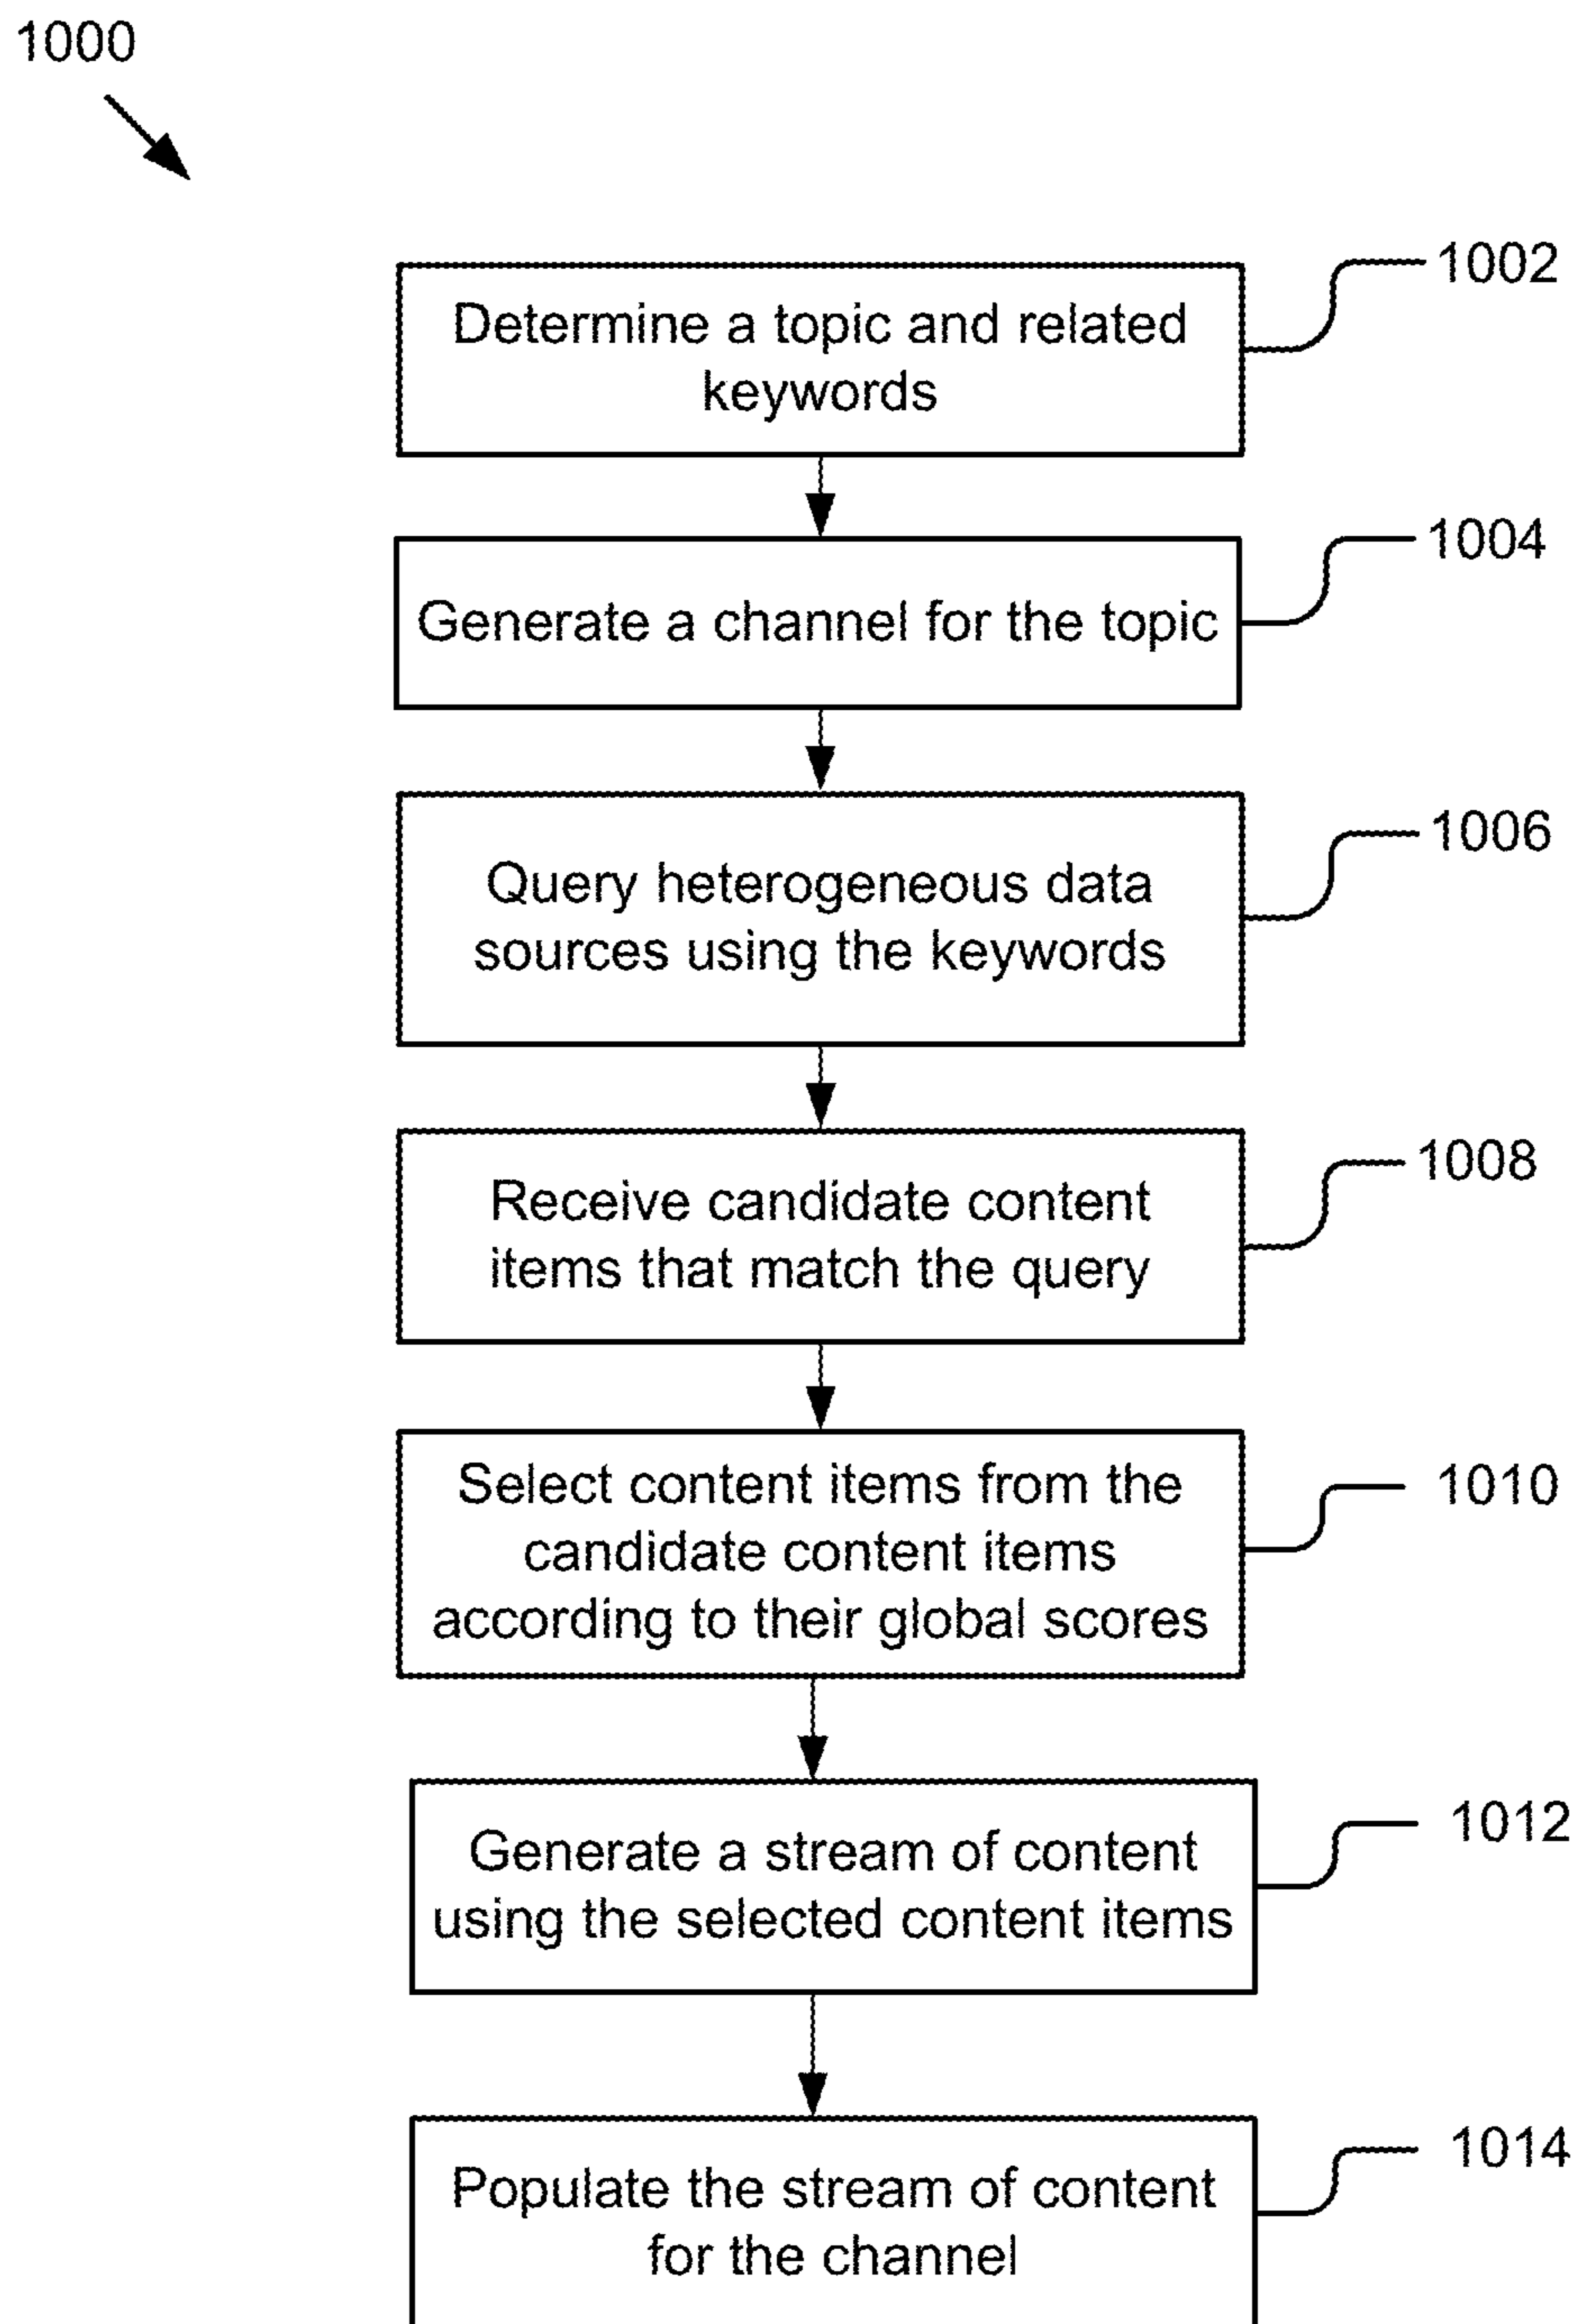 1000
1002
Determine a topic and related
keywords
1004
Generate a channel for the topic
1006
Query heterogeneous data
sources using the keywords
1008
Receive candidate content
items that match the query
1010
Select content items from the
candidate content items
according to their global scores
1012
Generate a stream of content
using the selected content items
1014
Populate the stream of content
for the channel